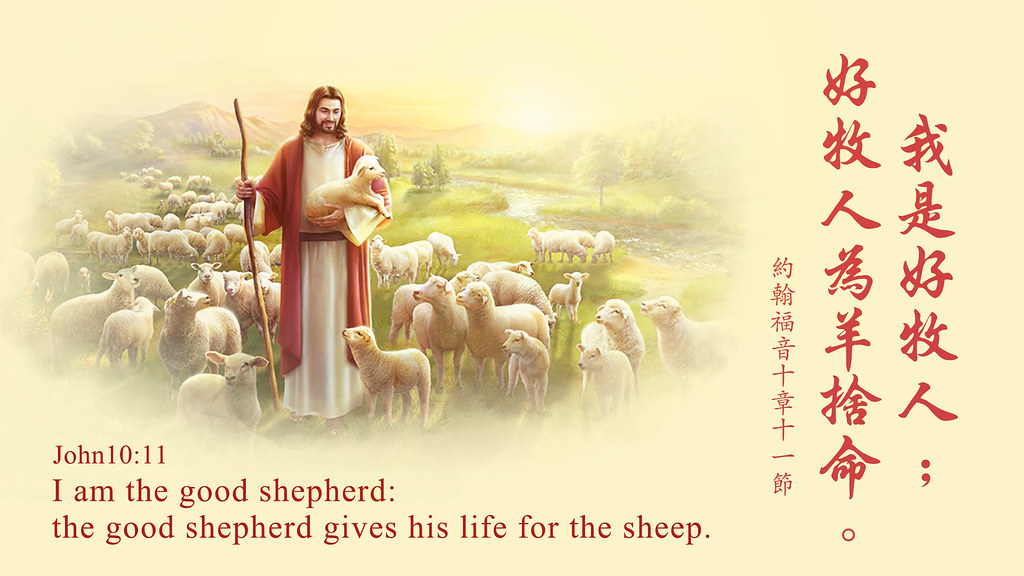 我是好牧人；
好牧人為羊捨命。
約翰福音十章十一節
John10:11
I am the good shepherd:
the good shepherd gives his life for the sheep.